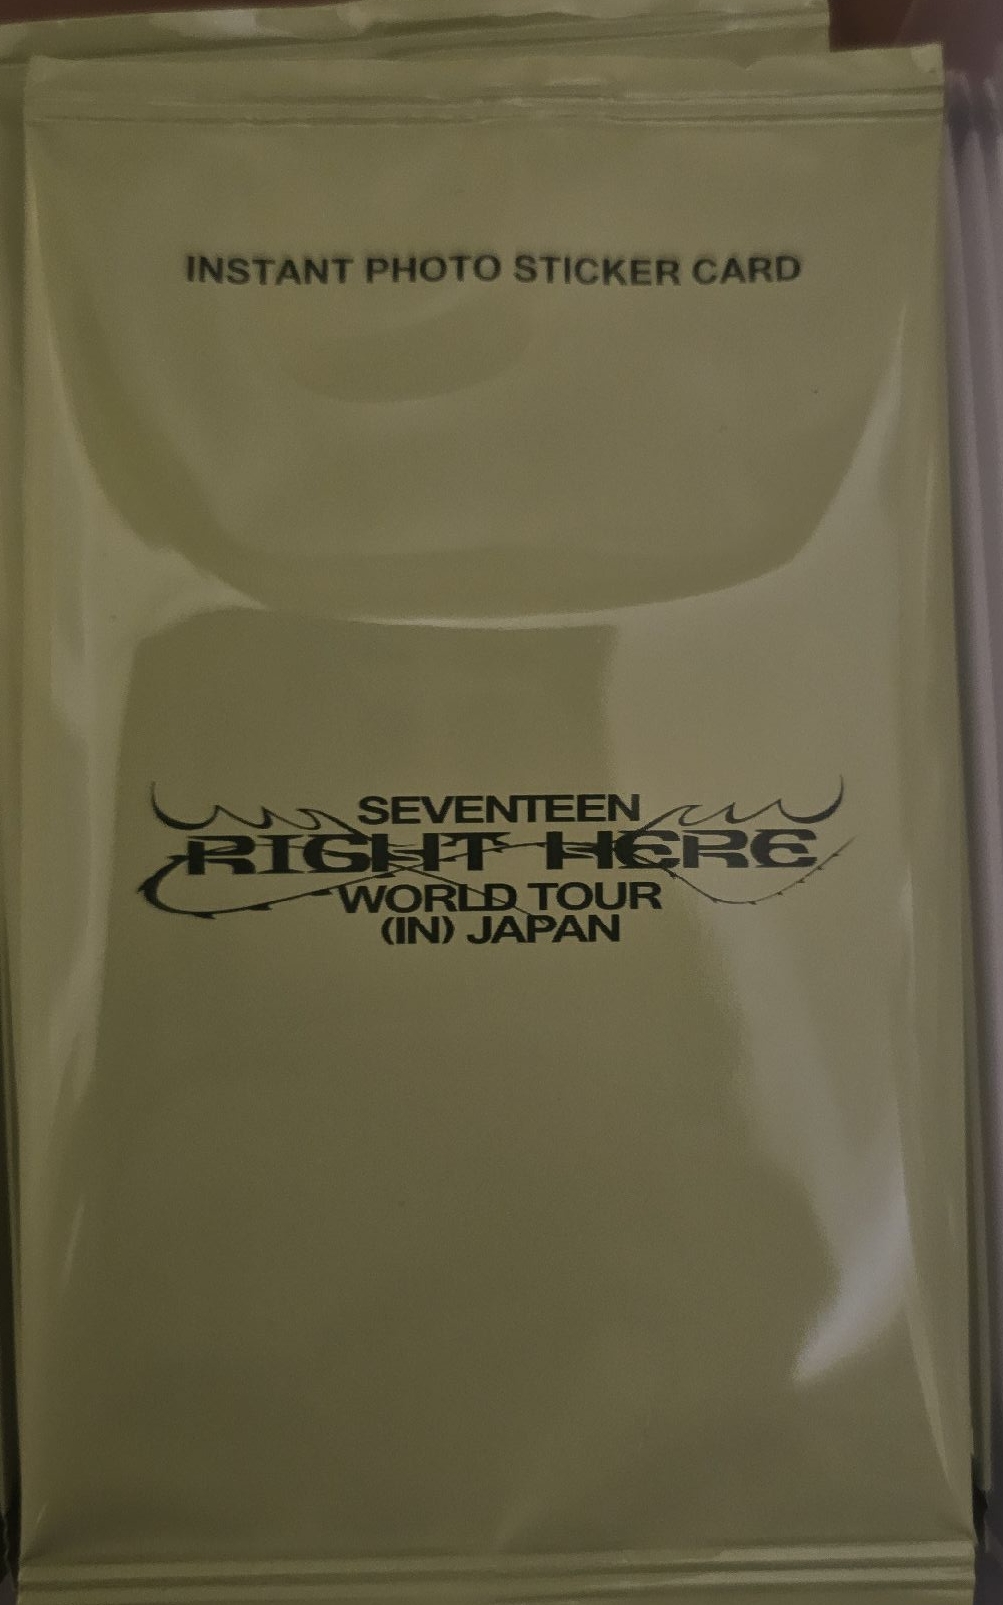 INSTANT PHOTO STICKER CARD
SEVENTEEN
RIGHT HERE
WORLD TOUR
(IN) JAPAN